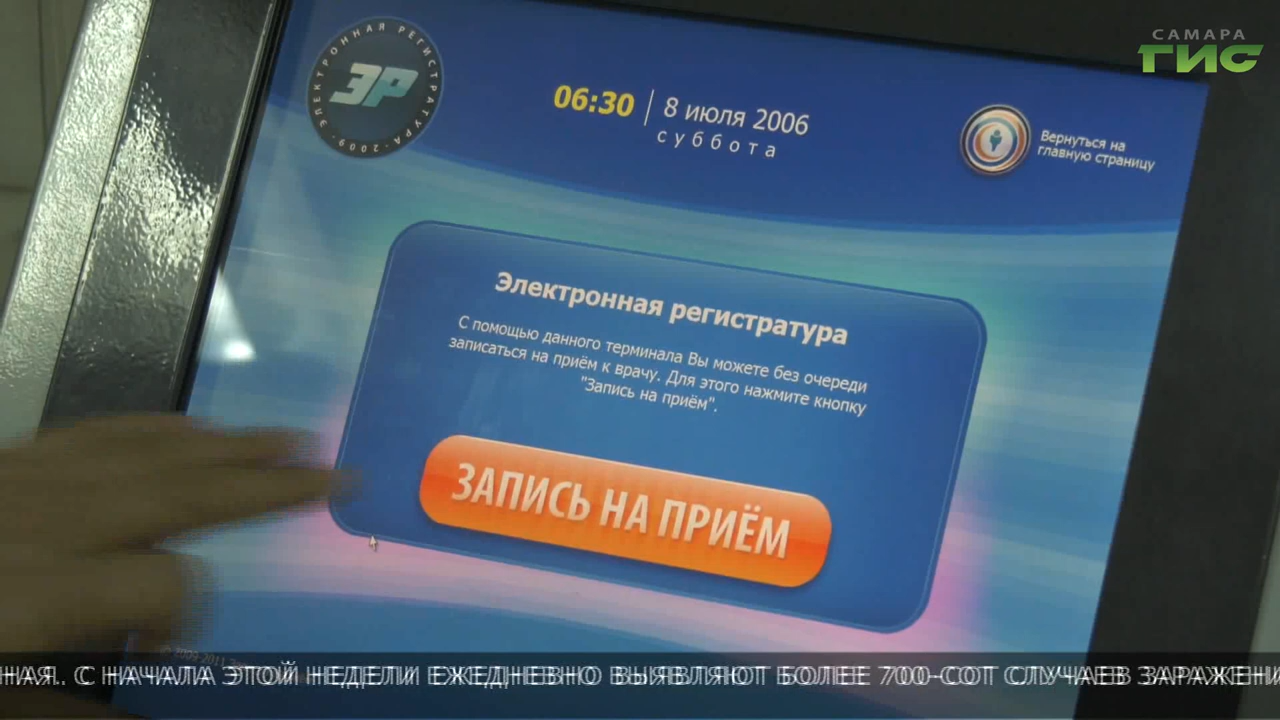 САМАРА
ГИС
ЭЛЕКТРОННАЯ РЕГИСТРАТУРА · 2009 ·
ЭР
06:30 | 8 июля 2006
суббота
Вернуться на
главную страницу
Электронная регистратура
С помощью данного терминала Вы можете без очереди
записаться на приём к врачу. Для этого нажмите кнопку
"Запись на приём".
ЗАПИСЬ НА ПРИЁМ
© 2009-2011
НАЯ. С НАЧАЛА ЭТОЙ НЕДЕЛИ ЕЖЕДНЕВНО ВЫЯВЛЯЮТ БОЛЕЕ 700-СОТ СЛУЧАЕВ ЗАРАЖЕНИ